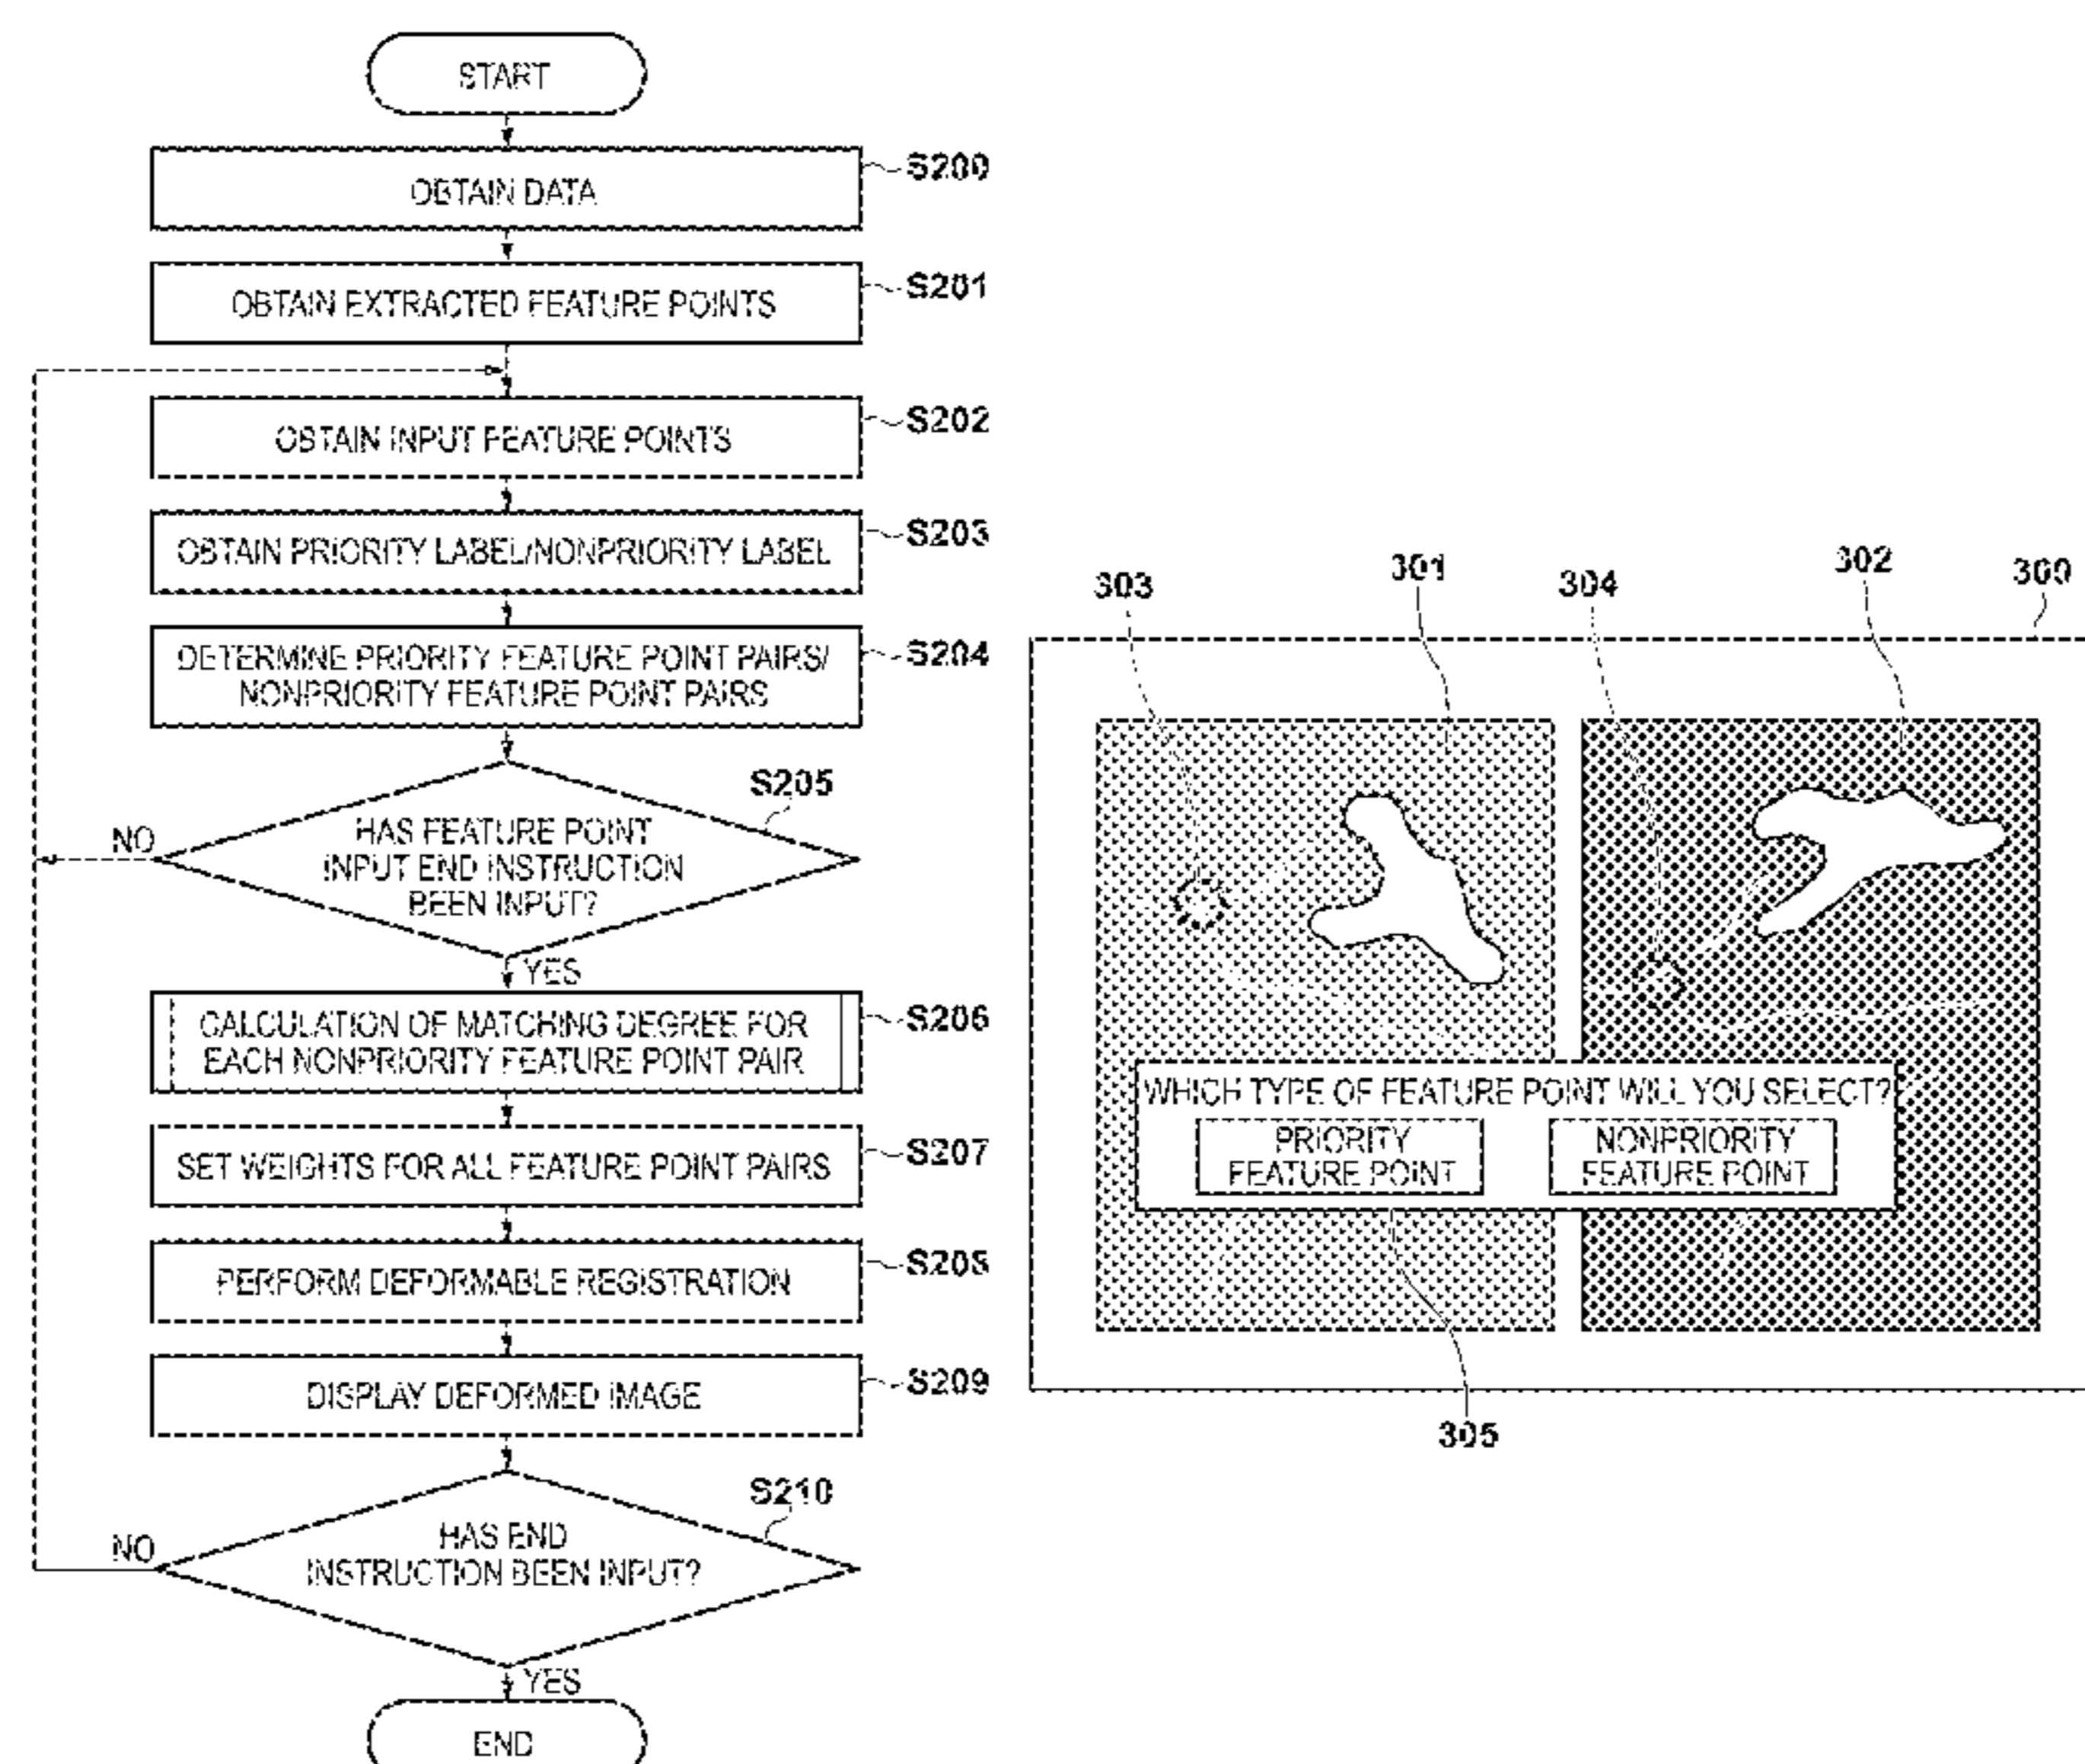 START
OBTAIN DATA
S200
OBTAIN EXTRACTED FEATURE POINTS
S201
OBTAIN INPUT FEATURE POINTS
S202
OBTAIN PRIORITY LABEL/NONPRIORITY LABEL
S203
DETERMINE PRIORITY FEATURE POINT PAIRS/
NONPRIORITY FEATURE POINT PAIRS
S204
S205
HAS FEATURE POINT
INPUT END INSTRUCTION
BEEN INPUT?
NO
YES
CALCULATION OF MATCHING DEGREE FOR
EACH NONPRIORITY FEATURE POINT PAIR
S206
SET WEIGHTS FOR ALL FEATURE POINT PAIRS
S207
PERFORM DEFORMABLE REGISTRATION
S208
DISPLAY DEFORMED IMAGE
S209
S210
HAS END
INSTRUCTION BEEN INPUT?
NO
YES
END
303
301
304
302
300
WHICH TYPE OF FEATURE POINT WILL YOU SELECT?
PRIORITY
FEATURE POINT
NONPRIORITY
FEATURE POINT
305